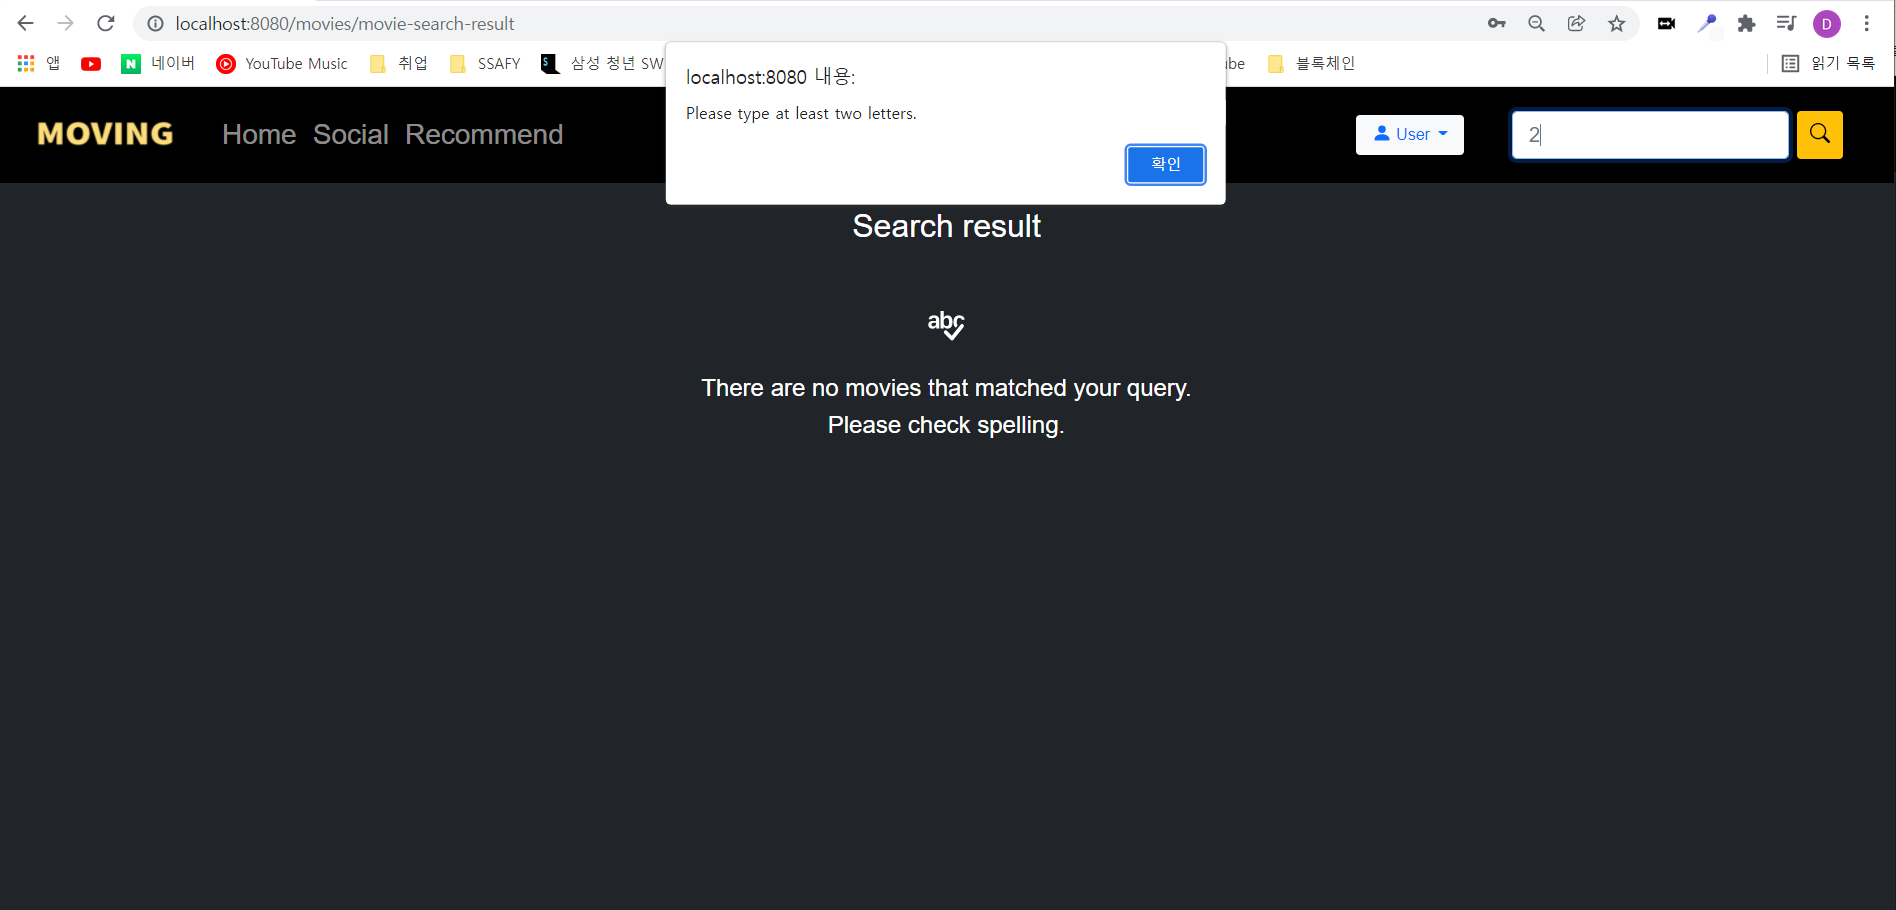 localhost:8080/movies/movie-search-result
D
앱
네이버
YouTube Music
취업
SSAFY
삼성 청년 SW
블록체인
읽기 목록
localhost:8080 내용:
Please type at least two letters.
확인
MOVING
Home
Social
Recommend
User
2
Search result
abc
There are no movies that matched your query.
Please check spelling.